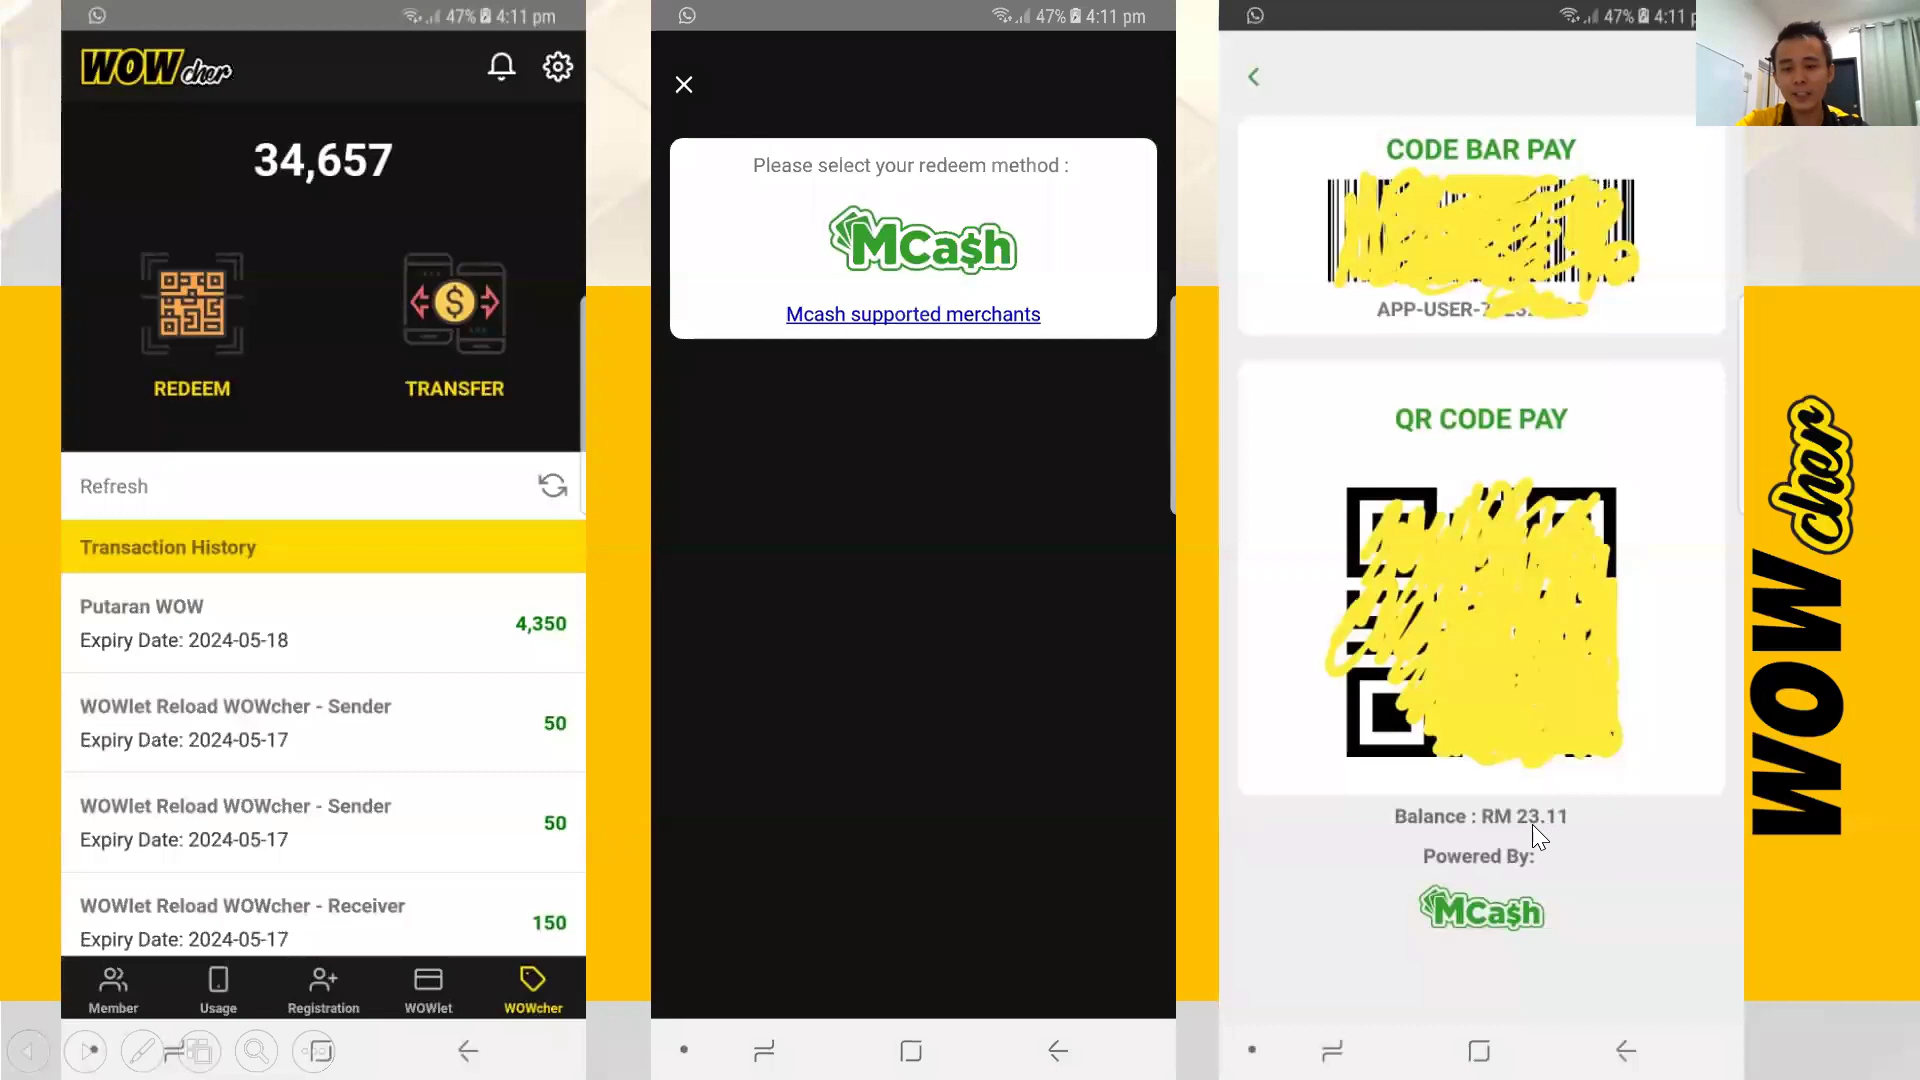 47% 4:11 pm
WOWcher
34,657
REDEEM
TRANSFER
Refresh
Transaction History
Putaran WOW
Expiry Date: 2024-05-18
4,350
WOWlet Reload WOWcher - Sender
Expiry Date: 2024-05-17
50
WOWlet Reload WOWcher - Sender
Expiry Date: 2024-05-17
50
WOWlet Reload WOWcher - Receiver
Expiry Date: 2024-05-17
150
Member
Usage
Registration
WOWlet
WOWcher
47% 4:11 pm
Please select your redeem method :
MCa$h
Mcash supported merchants
47% 4:11
CODE BAR PAY
APP-USER-
QR CODE PAY
Balance : RM 23.11
Powered By:
MCa$h
WOWcher